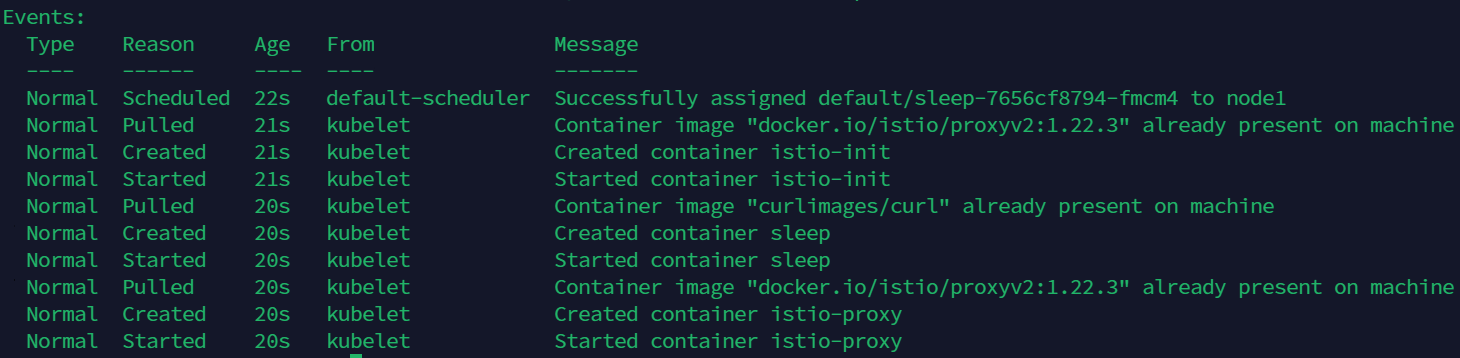 Events:
  Type    Reason     Age   From               Message
  ----    ------     ----  ----               -------
  Normal  Scheduled  22s   default-scheduler  Successfully assigned default/sleep-7656cf8794-fmcm4 to node1
  Normal  Pulled     21s   kubelet            Container image "docker.io/istio/proxyv2:1.22.3" already present on machine
  Normal  Created    21s   kubelet            Created container istio-init
  Normal  Started    21s   kubelet            Started container istio-init
  Normal  Pulled     20s   kubelet            Container image "curlimages/curl" already present on machine
  Normal  Created    20s   kubelet            Created container sleep
  Normal  Started    20s   kubelet            Started container sleep
  Normal  Pulled     20s   kubelet            Container image "docker.io/istio/proxyv2:1.22.3" already present on machine
  Normal  Created    20s   kubelet            Created container istio-proxy
  Normal  Started    20s   kubelet            Started container istio-proxy